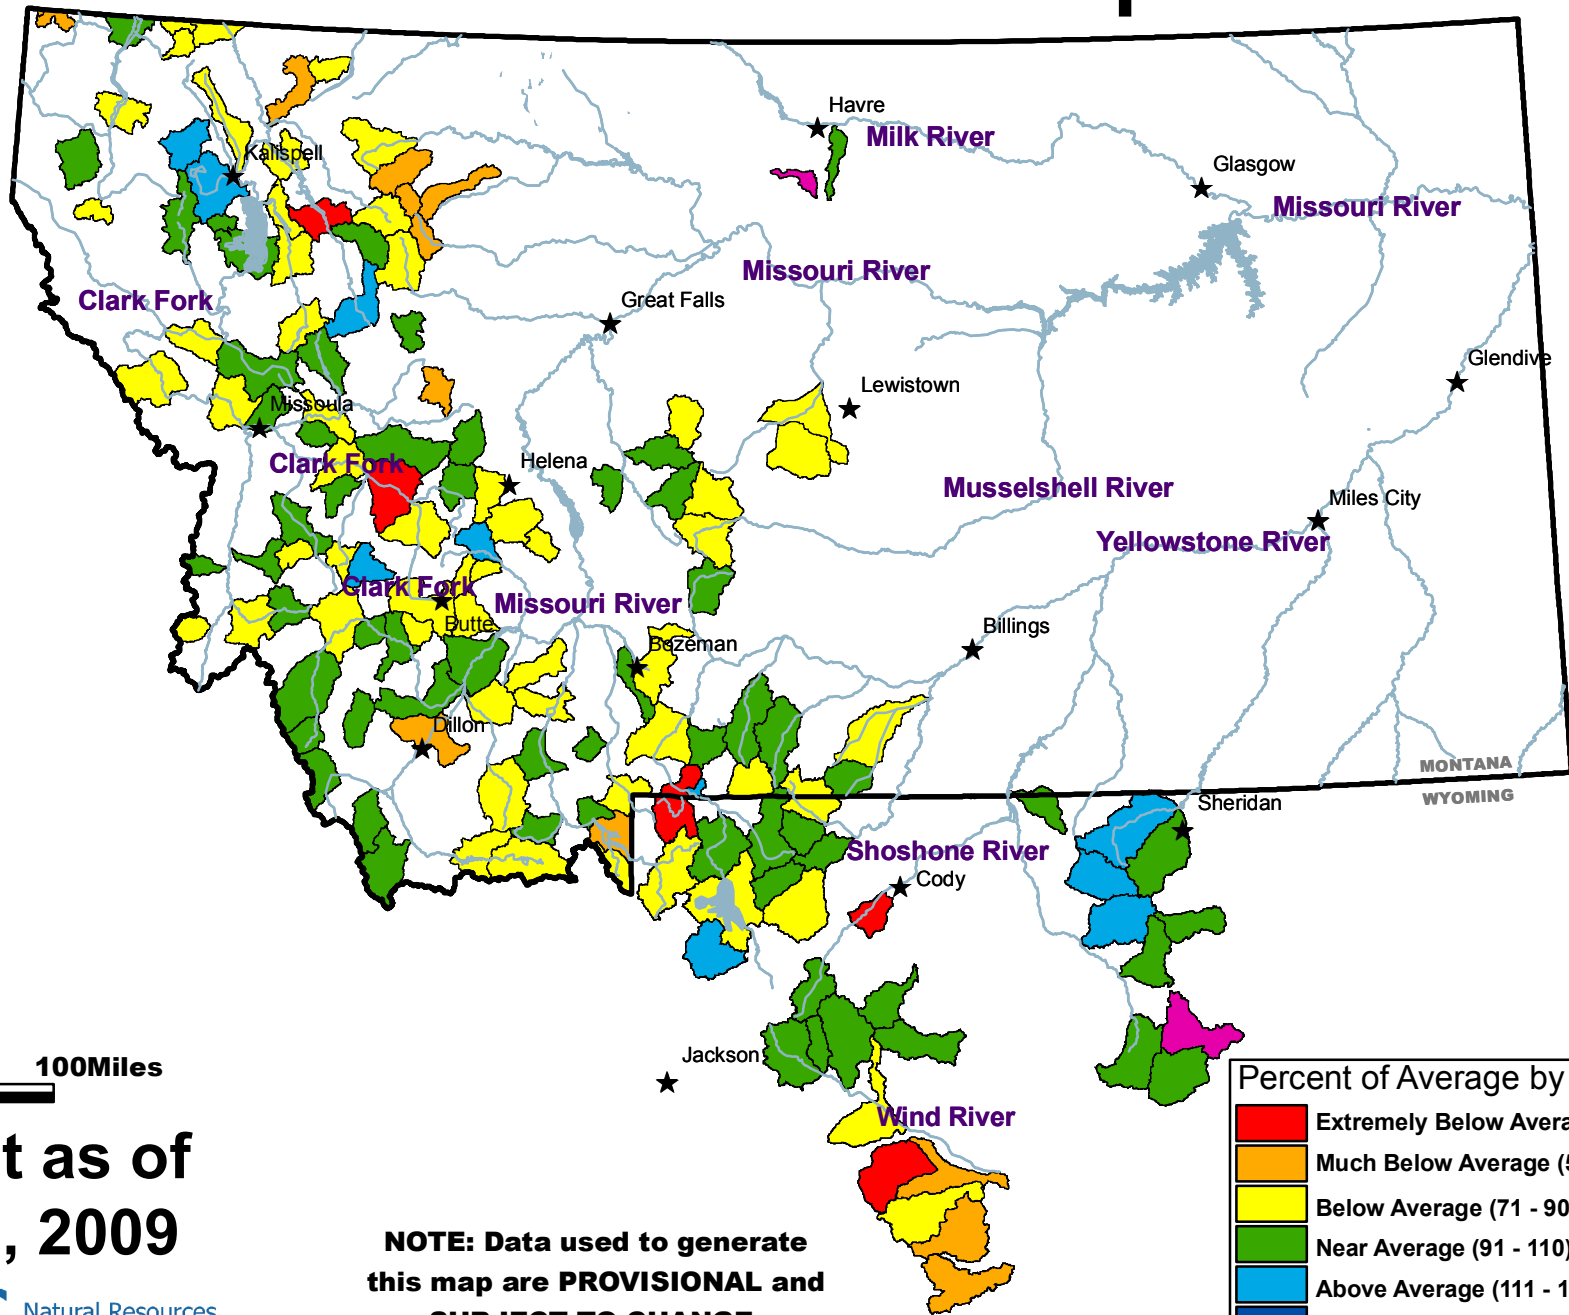 Havre
Milk River
Kalispell
Glasgow
Missouri River
Missouri River
Clark Fork
Great Falls
Glendive
Lewistown
Missoula
Clark Fork
Helena
Musselshell River
Miles City
Yellowstone River
Clark Fork
Missouri River
Butte
Billings
Bozeman
Dillon
MONTANA
WYOMING
Sheridan
Shoshone River
Cody
Jackson
100Miles
Wind River
Percent of Average by
Extremely Below Avera
t as of
Much Below Average (5
Below Average (71 - 90
, 2009
NOTE: Data used to generate
Near Average (91 - 110)
this map are PROVISIONAL and
Above Average (111 - 1
Natural Resources
SUBJECT TO CHANGE